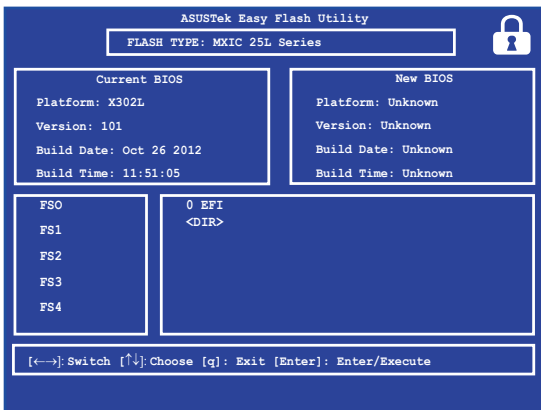 ASUSTek Easy Flash Utility
FLASH TYPE: MXIC 25L Series
Current BIOS
Platform: X302L
Version: 101
Build Date: Oct 26 2012
Build Time: 11:51:05
New BIOS
Platform: Unknown
Version: Unknown
Build Date: Unknown
Build Time: Unknown
FSO
FS1
FS2
FS3
FS4
0 EFI
<DIR>
[←→]: Switch [↑↓]: Choose [q]: Exit [Enter]: Enter/Execute